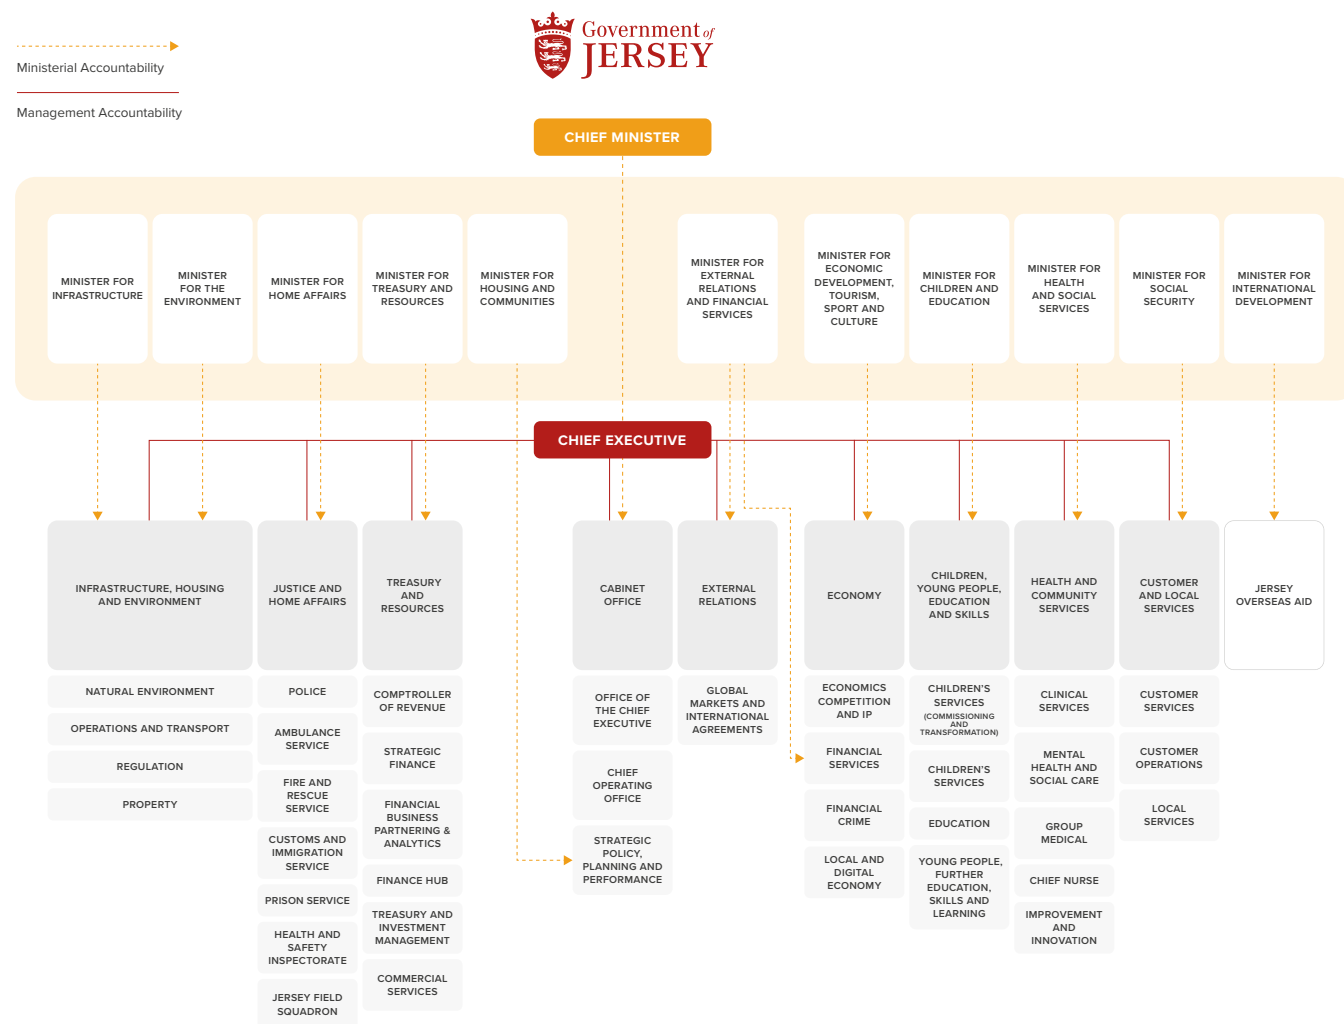 Government of
JERSEY
Ministerial Accountability
Management Accountability
CHIEF MINISTER
MINISTER FOR
INFRASTRUCTURE
MINISTER
FOR THE
ENVIRONMENT
MINISTER FOR
HOME AFFAIRS
MINISTER FOR
TREASURY AND
RESOURCES
MINISTER FOR
HOUSING AND
COMMUNITIES
MINISTER FOR
EXTERNAL
RELATIONS
AND FINANCIAL
SERVICES
MINISTER FOR
ECONOMIC
DEVELOPMENT,
TOURISM,
SPORT AND
CULTURE
MINISTER FOR
CHILDREN AND
EDUCATION
MINISTER FOR
HEALTH
AND SOCIAL
SERVICES
MINISTER FOR
SOCIAL
SECURITY
MINISTER FOR
INTERNATIONAL
DEVELOPMENT
CHIEF EXECUTIVE
INFRASTRUCTURE, HOUSING
AND ENVIRONMENT
JUSTICE AND
HOME AFFAIRS
TREASURY
AND
RESOURCES
CABINET
OFFICE
EXTERNAL
RELATIONS
ECONOMY
CHILDREN,
YOUNG PEOPLE,
EDUCATION
AND SKILLS
HEALTH AND
COMMUNITY
SERVICES
CUSTOMER
AND LOCAL
SERVICES
JERSEY
OVERSEAS AID
NATURAL ENVIRONMENT
OPERATIONS AND TRANSPORT
REGULATION
PROPERTY
POLICE
AMBULANCE
SERVICE
FIRE AND
RESCUE
SERVICE
CUSTOMS AND
IMMIGRATION
SERVICE
PRISON SERVICE
HEALTH AND
SAFETY
INSPECTORATE
JERSEY FIELD
SQUADRON
COMPTROLLER
OF REVENUE
STRATEGIC
FINANCE
FINANCIAL
BUSINESS
PARTNERING &
ANALYTICS
FINANCE HUB
TREASURY AND
INVESTMENT
MANAGEMENT
COMMERCIAL
SERVICES
OFFICE OF
THE CHIEF
EXECUTIVE
CHIEF
OPERATING
OFFICE
STRATEGIC
POLICY,
PLANNING AND
PERFORMANCE
GLOBAL
MARKETS AND
INTERNATIONAL
AGREEMENTS
ECONOMICS
COMPETITION
AND IP
FINANCIAL
SERVICES
FINANCIAL
CRIME
LOCAL AND
DIGITAL
ECONOMY
CHILDREN'S
SERVICES
(COMMISSIONING
AND
TRANSFORMATION)
CHILDREN'S
SERVICES
EDUCATION
YOUNG PEOPLE,
FURTHER
EDUCATION,
SKILLS AND
LEARNING
CLINICAL
SERVICES
MENTAL
HEALTH AND
SOCIAL CARE
GROUP
MEDICAL
CHIEF NURSE
IMPROVEMENT
AND
INNOVATION
CUSTOMER
SERVICES
CUSTOMER
OPERATIONS
LOCAL
SERVICES